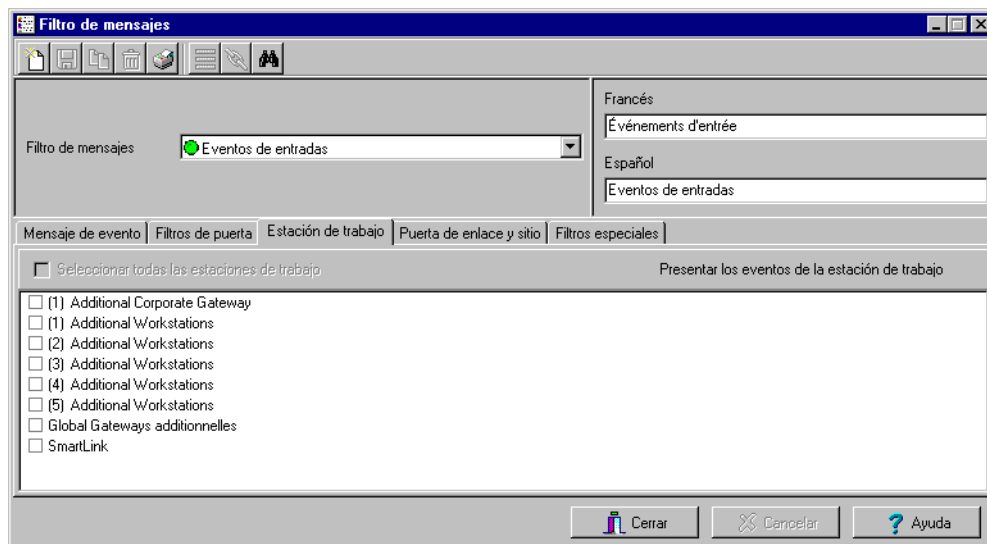 Filtro de mensajes
Francés
Événements d'entrée
Filtro de mensajes
Eventos de entradas
Español
Eventos de entradas
Mensaje de evento
Filtros de puerta
Estación de trabajo
Puerta de enlace y sitio
Filtros especiales
Seleccionar todas las estaciones de trabajo
Presentar los eventos de la estación de trabajo
(1) Additional Corporate Gateway
(1) Additional Workstations
(2) Additional Workstations
(3) Additional Workstations
(4) Additional Workstations
(5) Additional Workstations
Global Gateways additionnelles
SmartLink
Cerrar
Cancelar
Ayuda